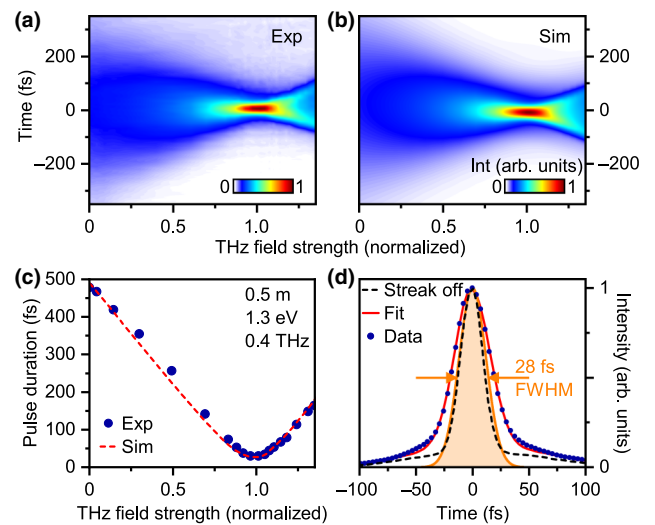 (a)
Exp
Time (fs)
200
0
–200
0 1
0 0.5 1.0
(b)
Sim
200
0
–200
Int (arb. units)
0 1
0 0.5 1.0
THz field strength (normalized)
(c)
0.5 m
1.3 eV
0.4 THz
Pulse duration (fs)
500
400
300
200
100
0
Exp
Sim
0 0.5 1.0
THz field strength (normalized)
(d)
Streak off
Fit
Data
28 fs
FWHM
1
0
Intensity (arb. units)
–100 –50 0 50 100
Time (fs)